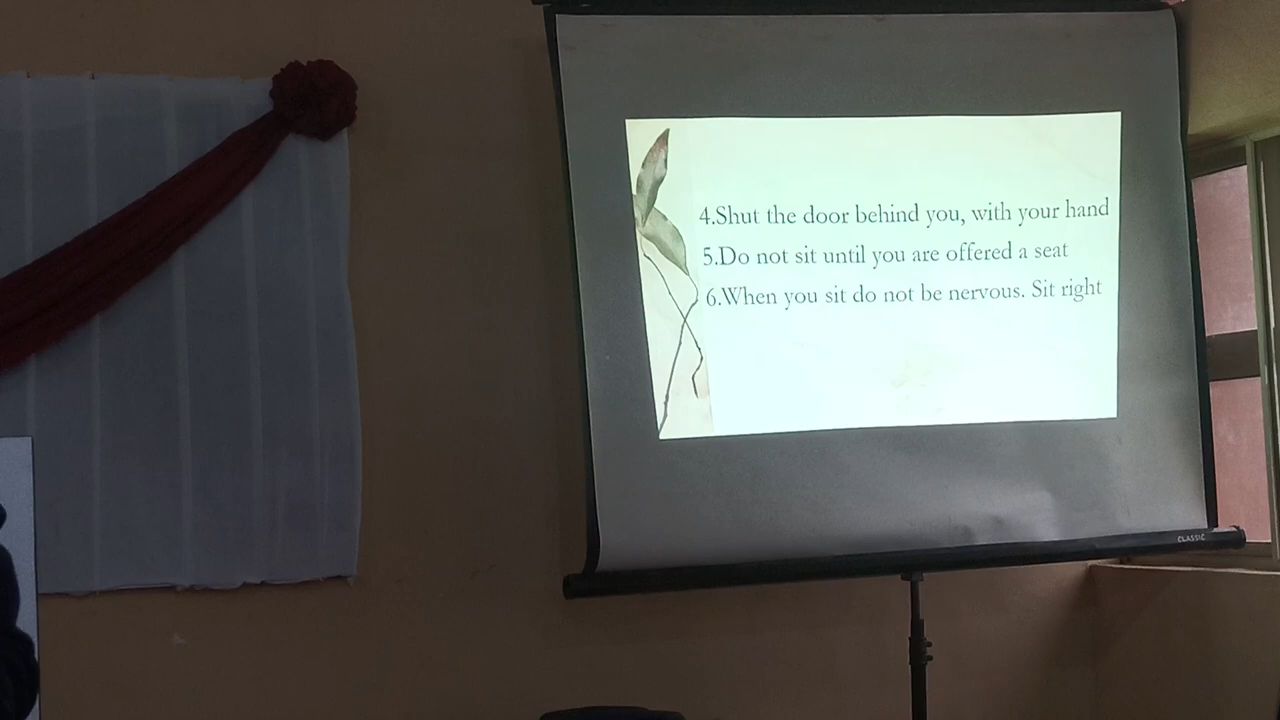 4.Shut the door behind you, with your hand
5.Do not sit until you are offered a seat
6.When you sit do not be nervous. Sit right
CLASSIC